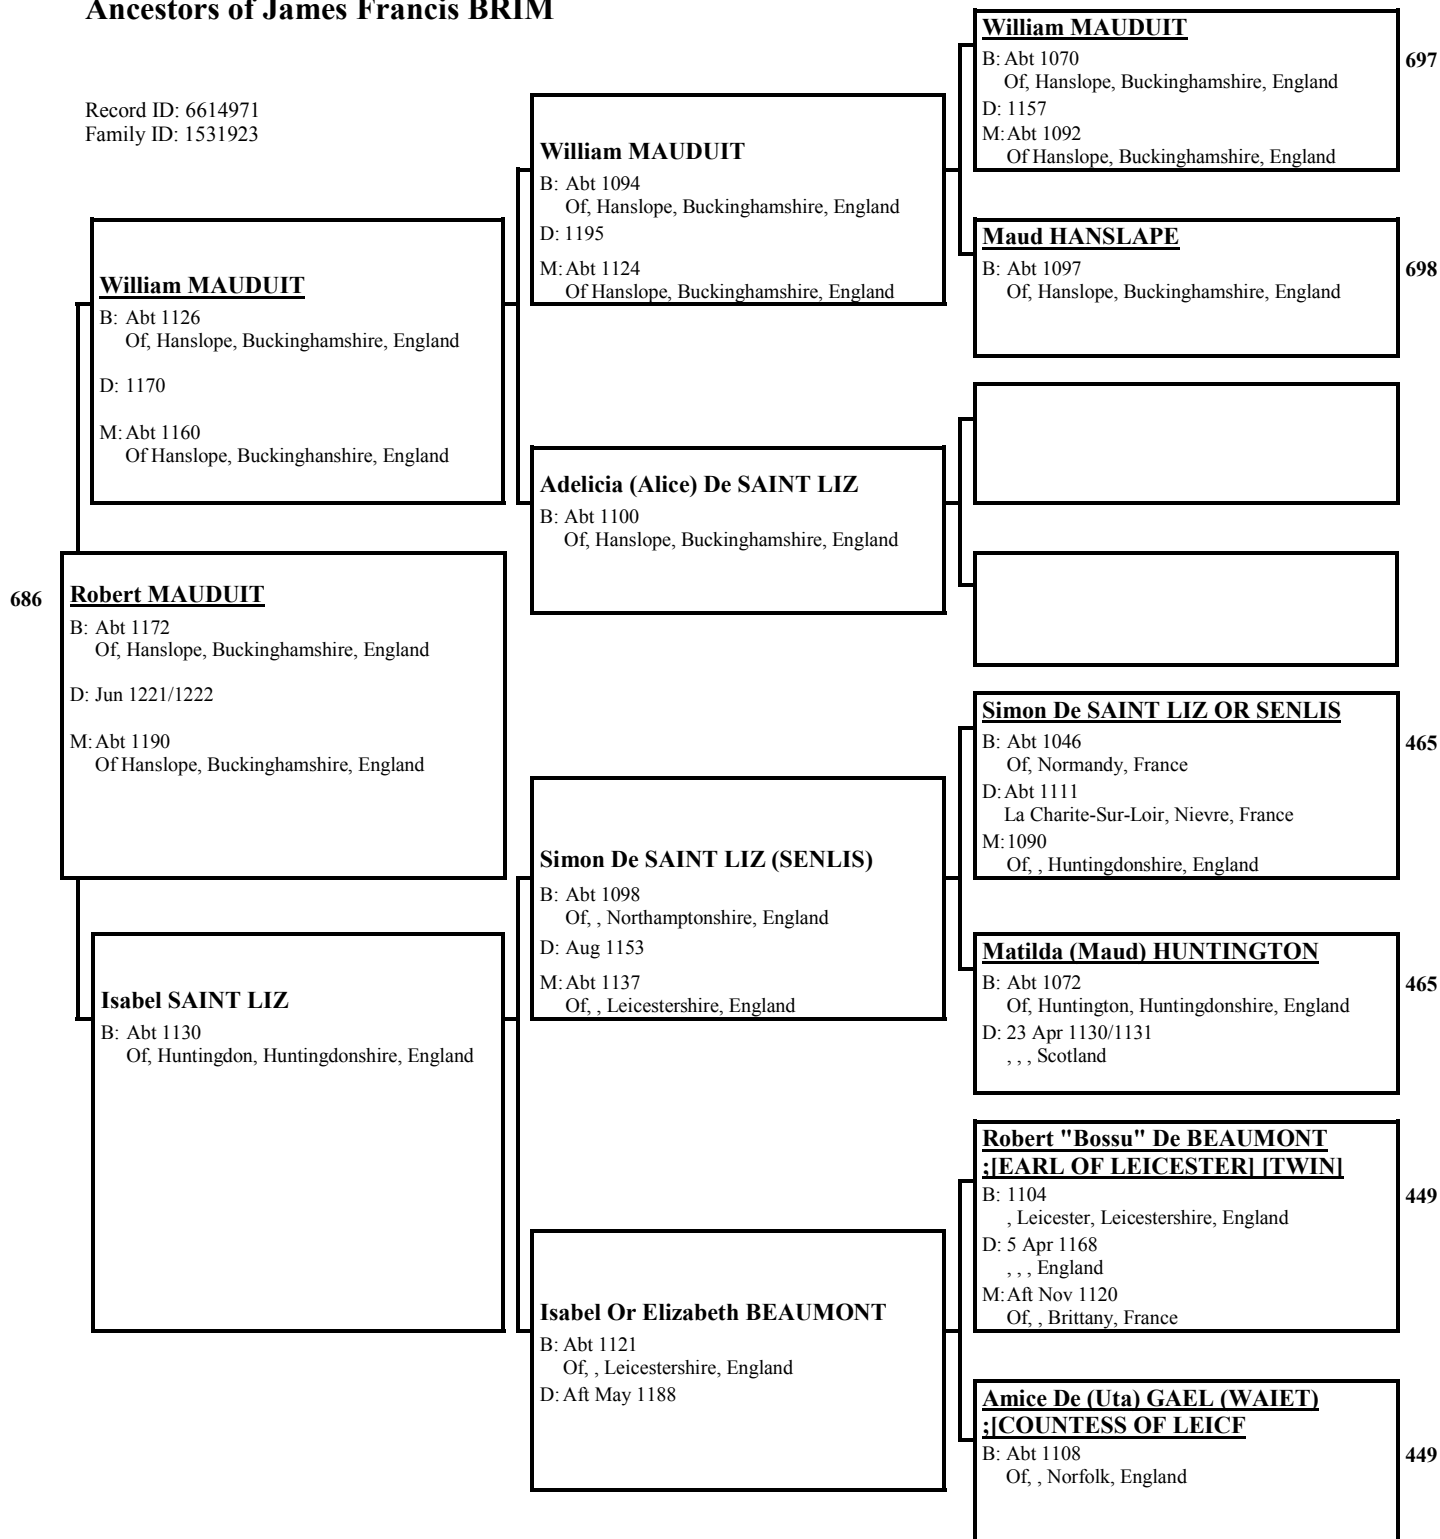 Ancestors of James Francis BRIM
Record ID: 6614971
Family ID: 1531923
686
Robert MAUDUIT
B: Abt 1172
Of, Hanslope, Buckinghamshire, England
D: Jun 1221/1222
M: Abt 1190
Of Hanslope, Buckinghamshire, England
William MAUDUIT
B: Abt 1126
Of, Hanslope, Buckinghamshire, England
D: 1170
M: Abt 1160
Of Hanslope, Buckinghanshire, England
Isabel SAINT LIZ
B: Abt 1130
Of, Huntingdon, Huntingdonshire, England
William MAUDUIT
B: Abt 1094
Of, Hanslope, Buckinghamshire, England
D: 1195
M: Abt 1124
Of Hanslope, Buckinghamshire, England
Adelicia (Alice) De SAINT LIZ
B: Abt 1100
Of, Hanslope, Buckinghamshire, England
Simon De SAINT LIZ (SENLIS)
B: Abt 1098
Of, , Northamptonshire, England
D: Aug 1153
M: Abt 1137
Of, , Leicestershire, England
Isabel Or Elizabeth BEAUMONT
B: Abt 1121
Of, , Leicestershire, England
D: Aft May 1188
William MAUDUIT
B: Abt 1070
Of, Hanslope, Buckinghamshire, England
D: 1157
M: Abt 1092
Of Hanslope, Buckinghamshire, England
697
Maud HANSLAPE
B: Abt 1097
Of, Hanslope, Buckinghamshire, England
698
Simon De SAINT LIZ OR SENLIS
B: Abt 1046
Of, Normandy, France
D: Abt 1111
La Charite-Sur-Loir, Nievre, France
M: 1090
Of, , Huntingdonshire, England
465
Matilda (Maud) HUNTINGTON
B: Abt 1072
Of, Huntington, Huntingdonshire, England
D: 23 Apr 1130/1131
, , , Scotland
465
Robert "Bossu" De BEAUMONT
;[EARL OF LEICESTER] [TWIN]
B: 1104
, Leicester, Leicestershire, England
D: 5 Apr 1168
, , , England
M: Aft Nov 1120
Of, , Brittany, France
449
Amice De (Uta) GAEL (WAIET)
;[COUNTESS OF LEICF
B: Abt 1108
Of, , Norfolk, England
449